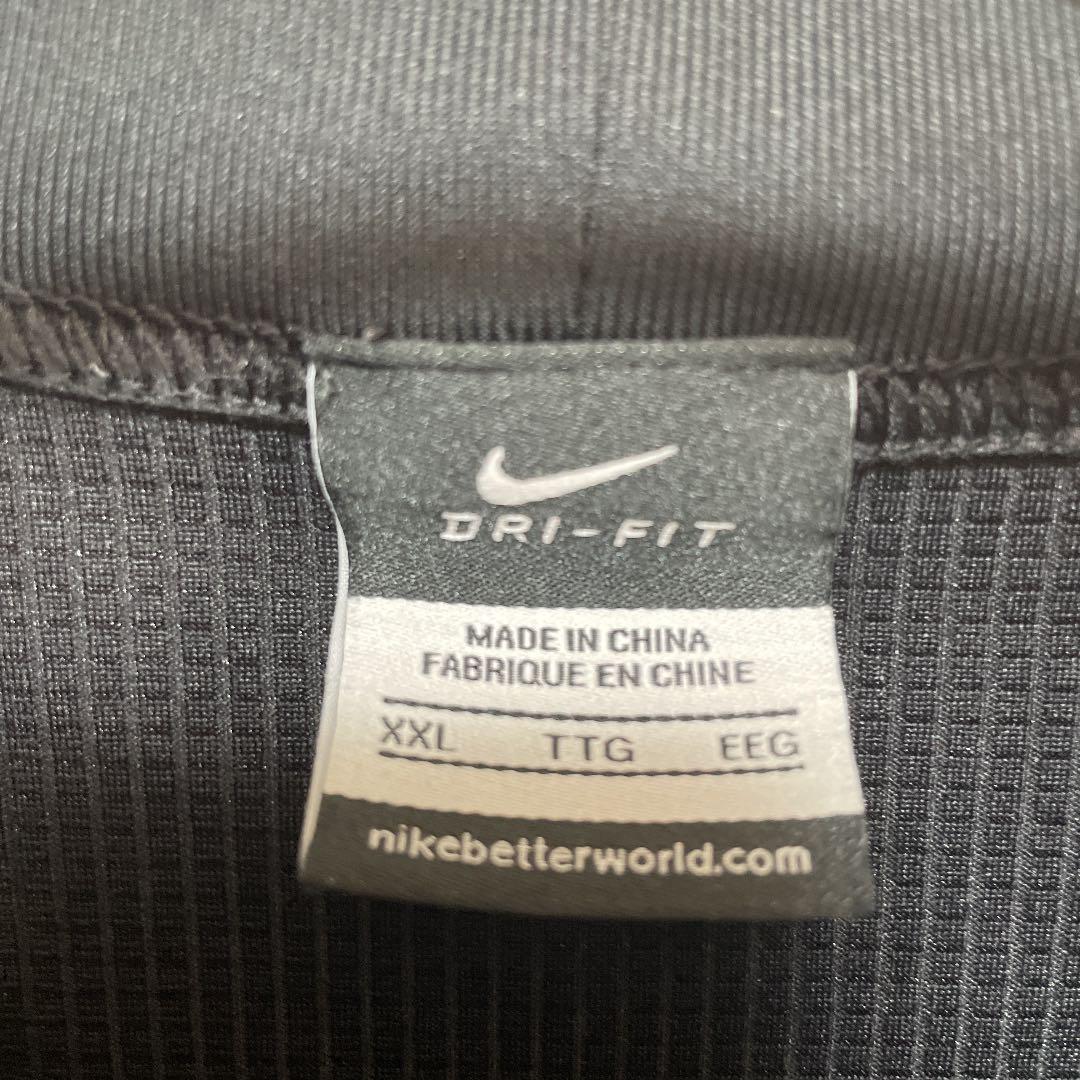 DRI-FIT
MADE IN CHINA
FABRIQUE EN CHINE
XXL TTG EEG
nikebetterworld.com